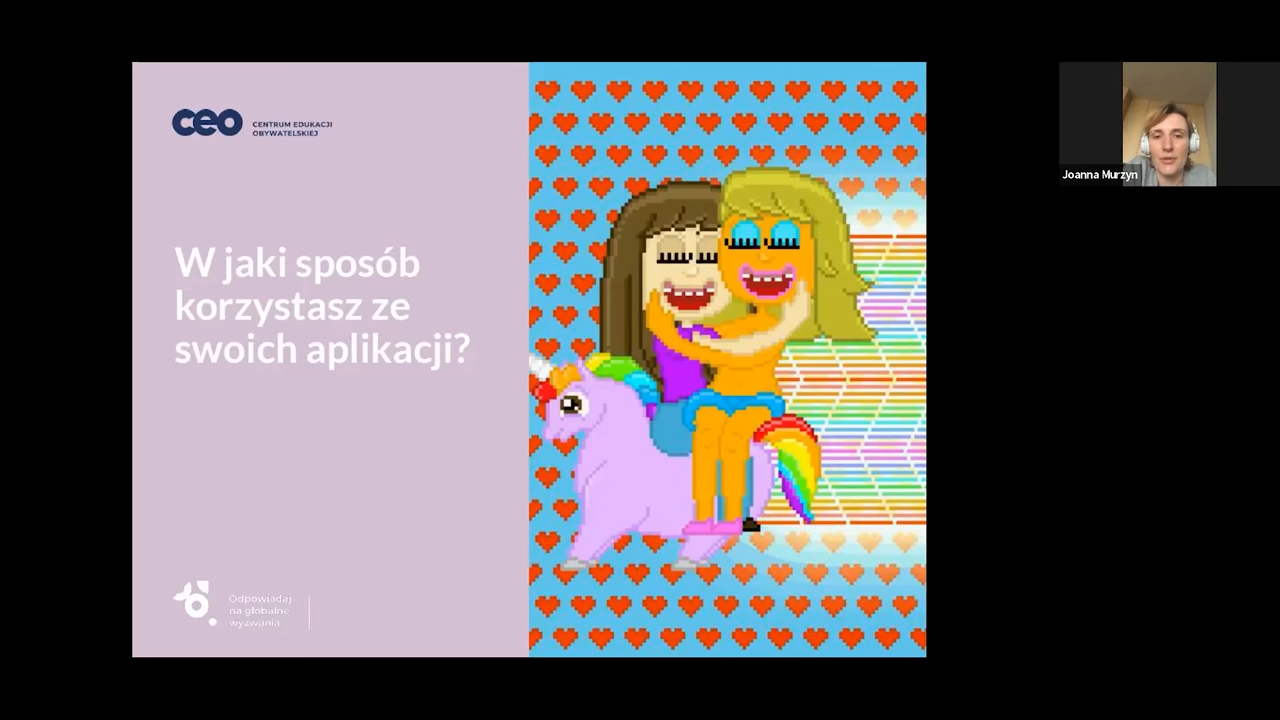 ceo
CENTRUM EDUKACJI
OBYWATELSKIEJ
W jaki sposób
korzystasz ze
swoich aplikacji?
Odpowiadaj
na globalne
wyzwania
Joanna Murzyn